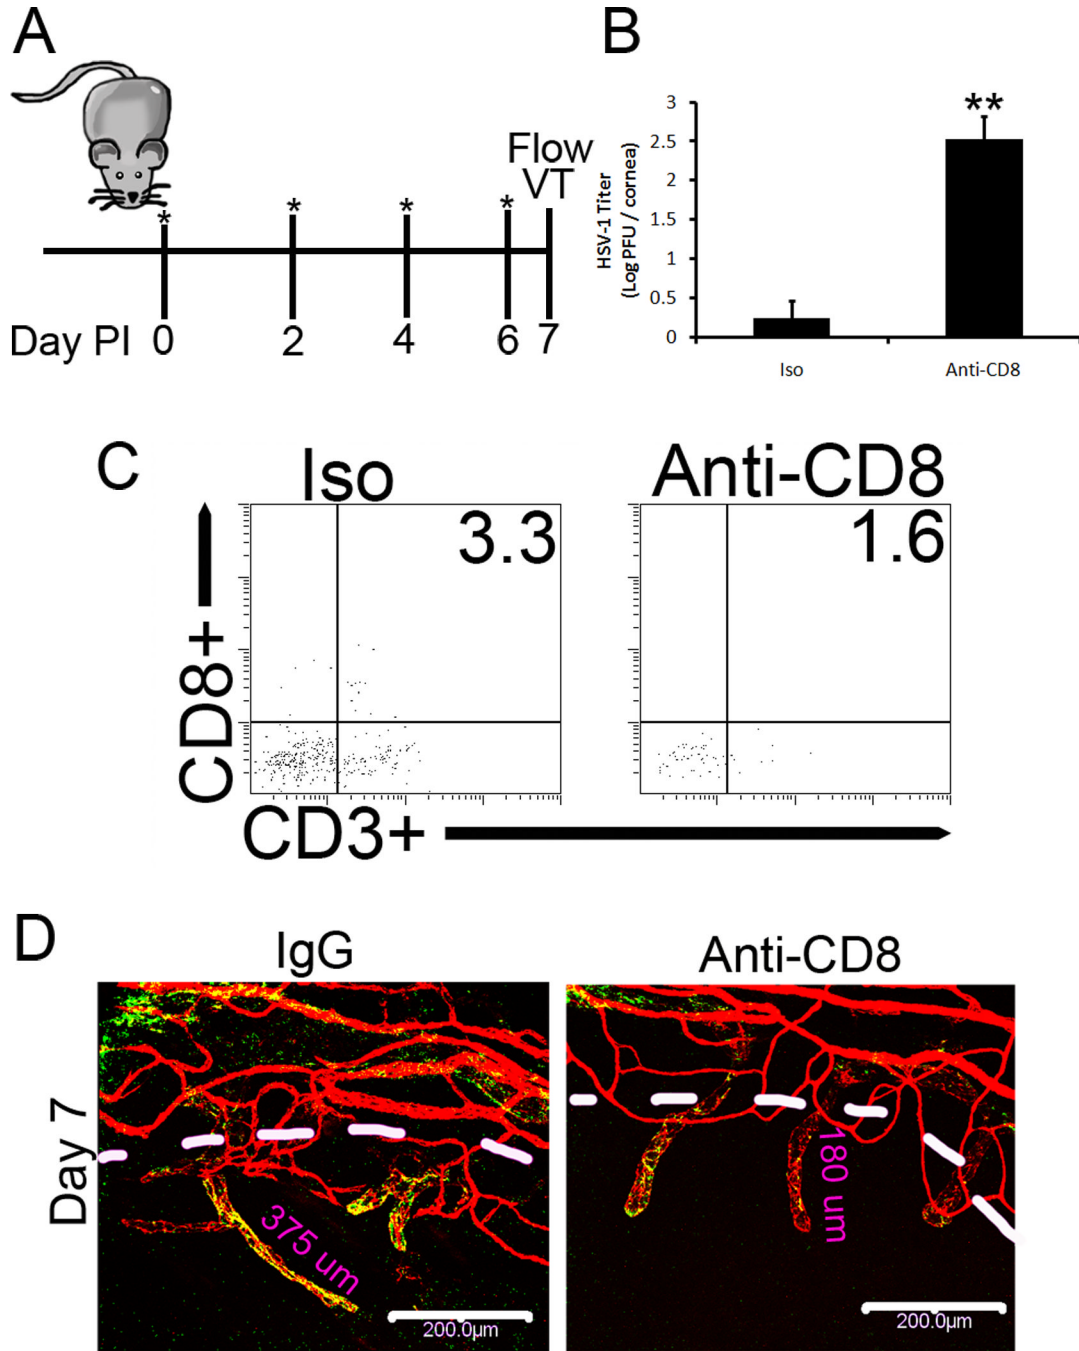 A
Flow
VT
* * * *
Day PI 0 2 4 6 7
B
**
HSV-1 Titer
(Log PFU / cornea)
3
2.5
2
1.5
1
0.5
0
Iso
Anti-CD8
C
Iso
Anti-CD8
3.3
1.6
CD8+
CD3+
D
IgG
Anti-CD8
Day 7
375 um
200.0µm
180 um
200.0µm